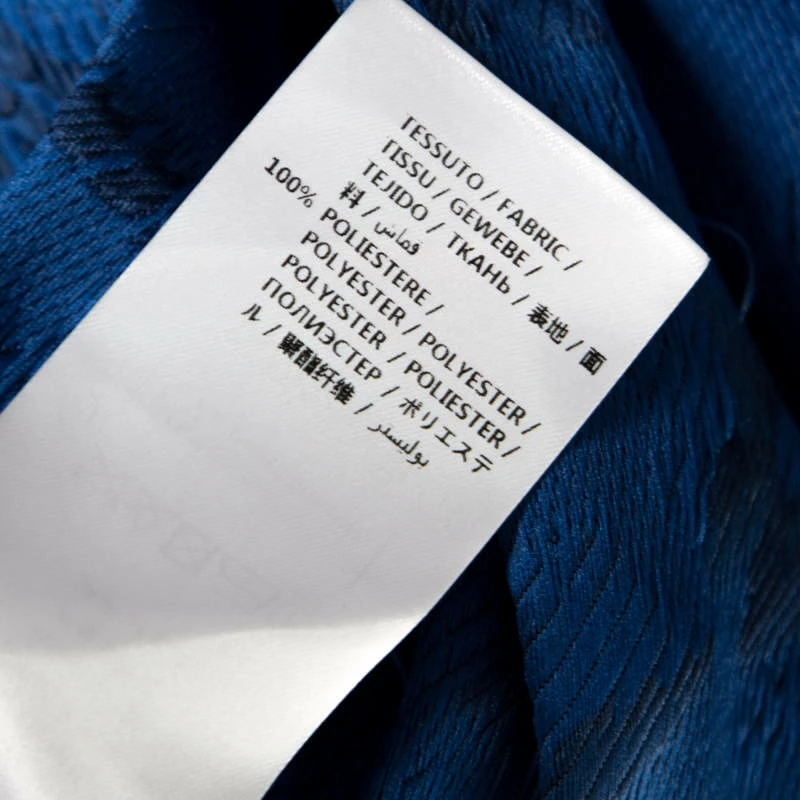 TESSUTO / FABRIC /
TISSU / GEWEBE /
TEJIDO / ТКАНЬ / 表地 / 面
料 / قماش
100% POLIESTERE /
POLYESTER / POLYESTER /
POLYESTER / POLIESTER /
ПОЛИЭСТЕР / ポリエステ
ル / 聚酯纤维 / بوليستر